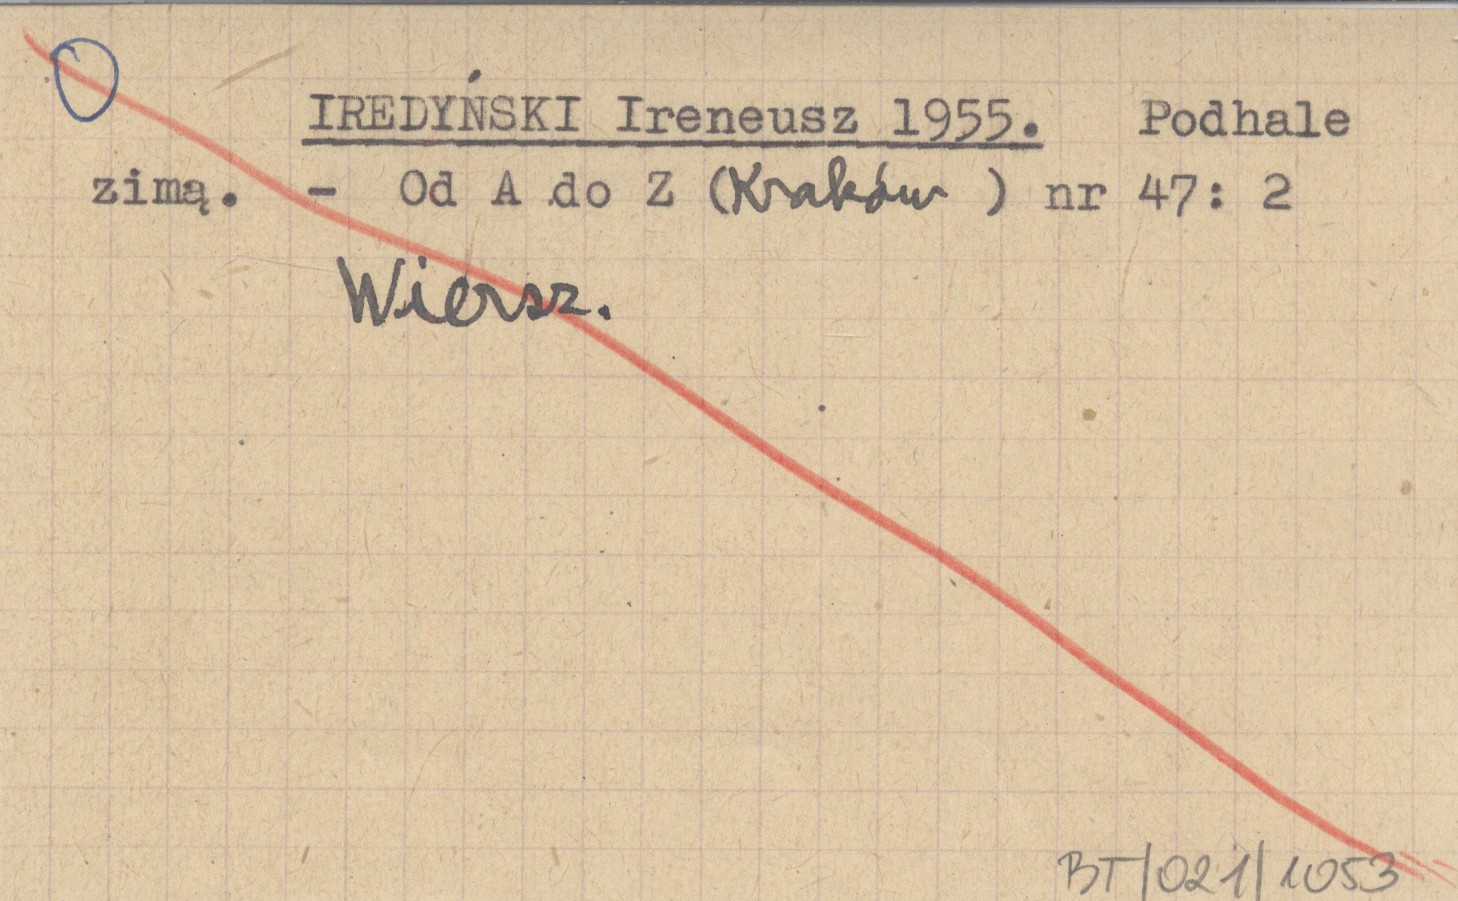 IREDYŃSKI Ireneusz 1955. Podhale
zimą. - Od A do Z (Kraków) nr 47: 2
Wiersz.
BT/021/1053